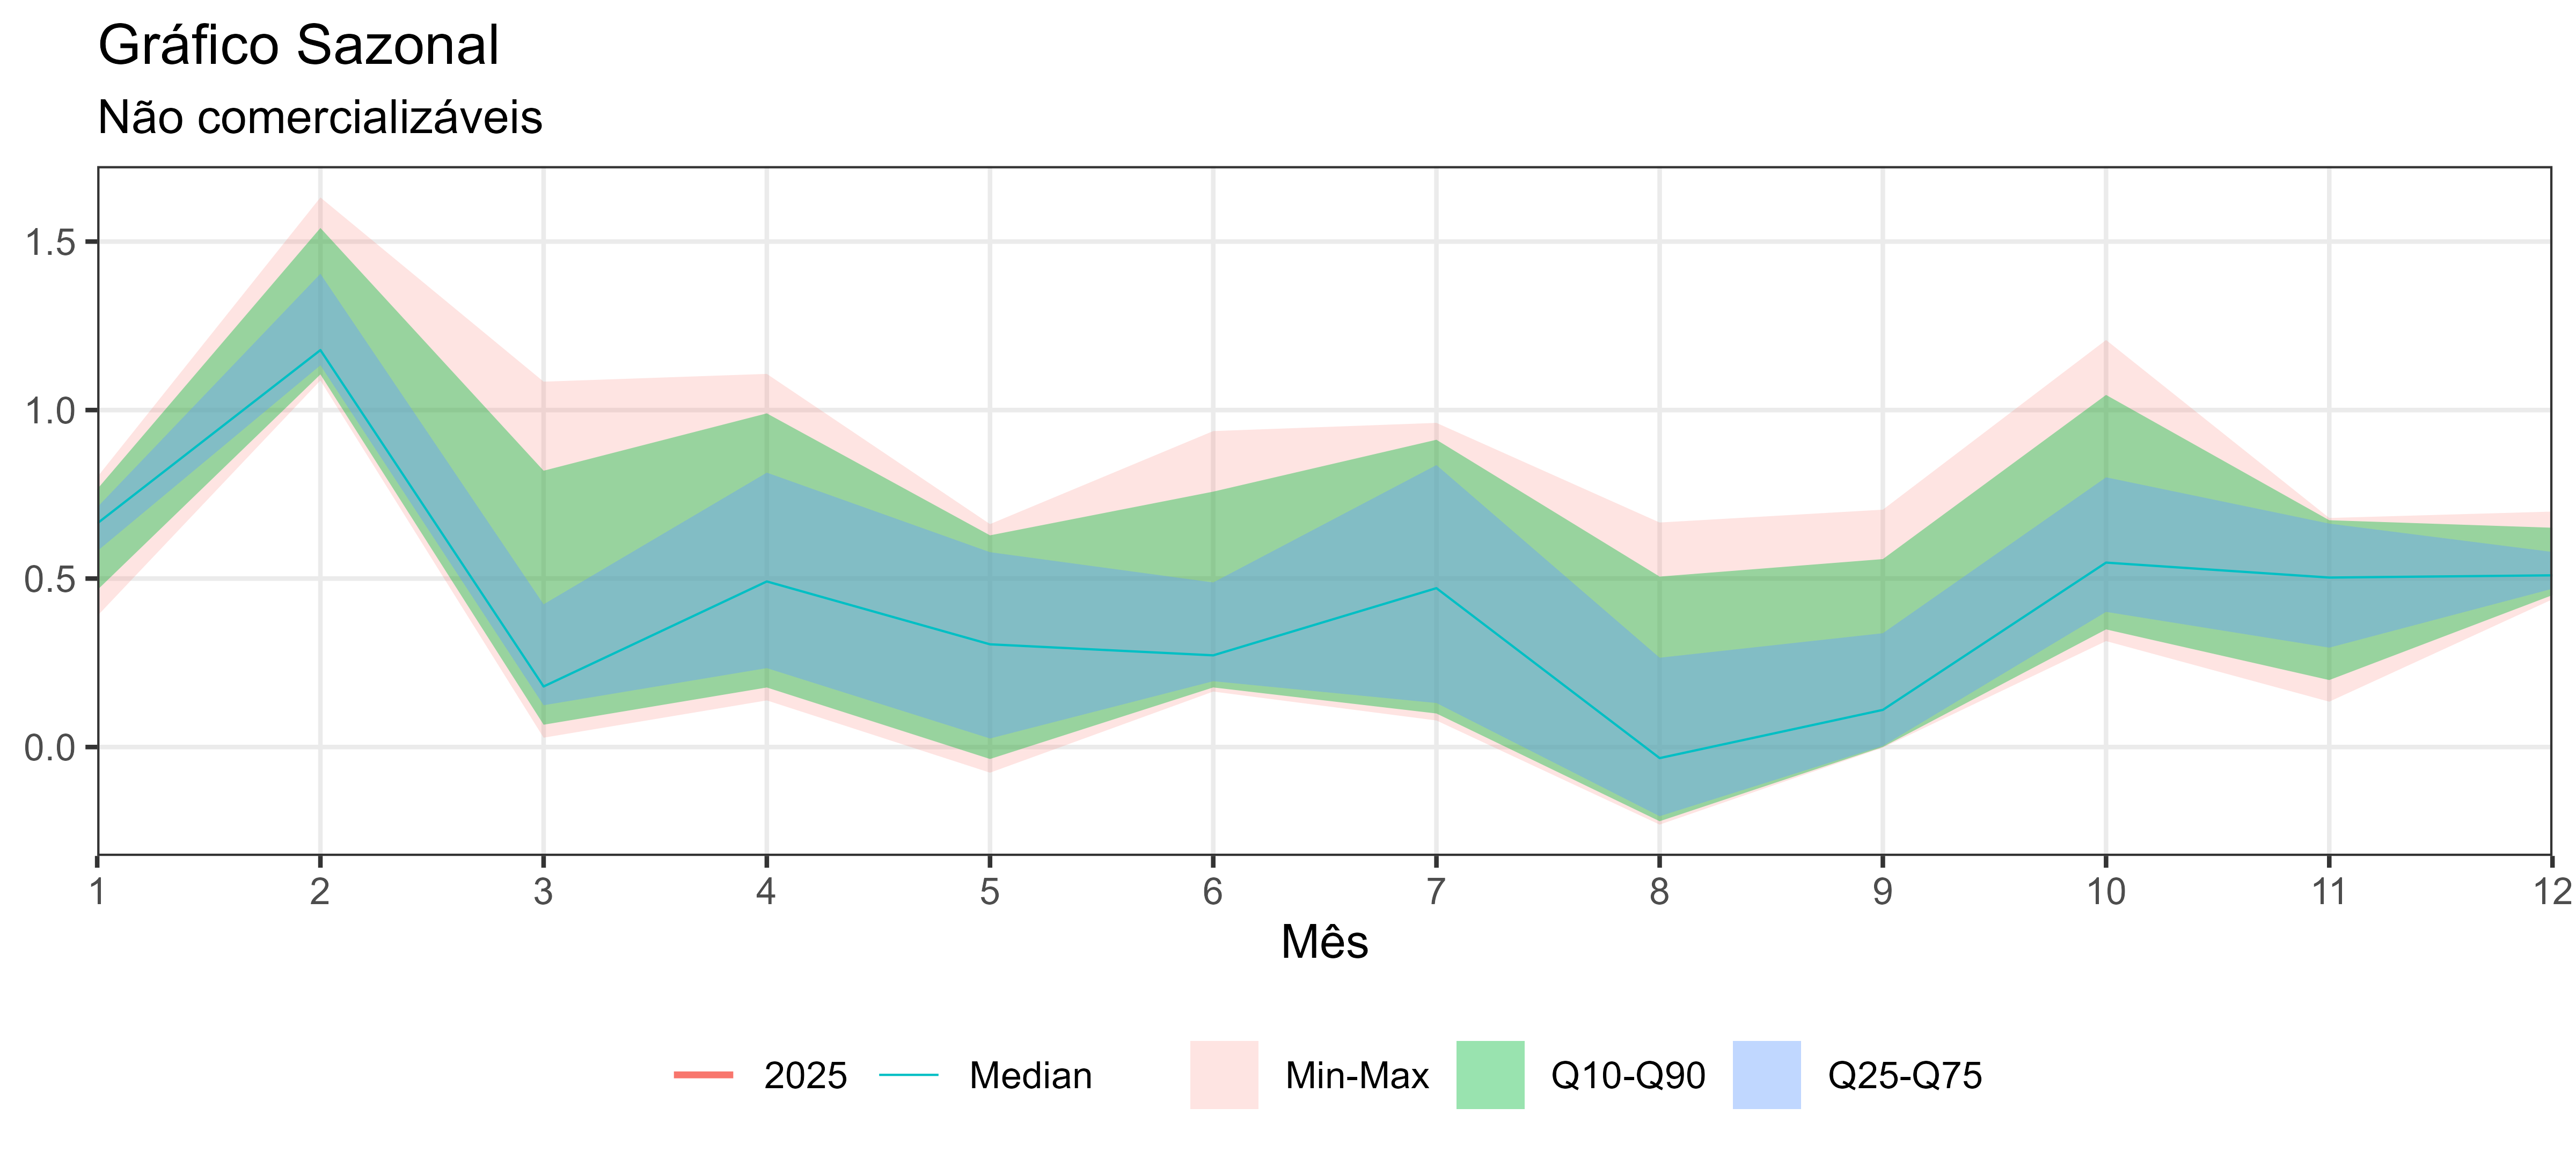 Gráfico Sazonal
Não comercializáveis
1.5
1.0
0.5
0.0
1 2 3 4 5 6 7 8 9 10 11 12
Mês
2025 Median Min-Max Q10-Q90 Q25-Q75